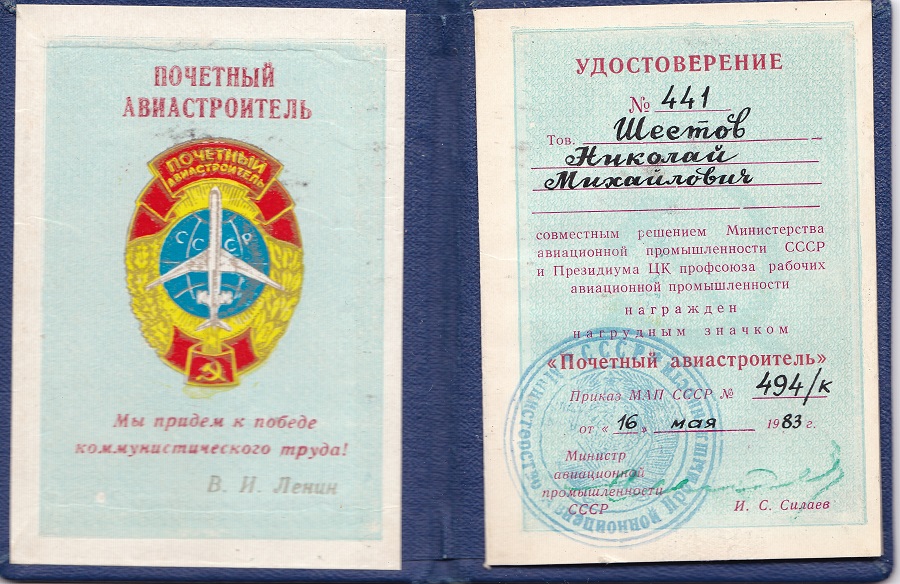 ПОЧЕТНЫЙ
АВИАСТРОИТЕЛЬ
ПОЧЕТНЫЙ
АВИАСТРОИТЕЛЬ
СССР
Мы придем к победе
коммунистического труда!
В. И. Ленин
УДОСТОВЕРЕНИЕ
№ 441
Тов. Шестов
Николай
Михайлович
совместным решением Министерства
авиационной промышленности СССР
и Президиума ЦК профсоюза рабочих
авиационной промышленности
награжден
нагрудным значком
«Почетный авиастроитель»
Приказ МАП СССР № 494/к
от « 16 » мая 1983 г.
Министр
авиационной
промышленности
СССР
И. С. Силаев